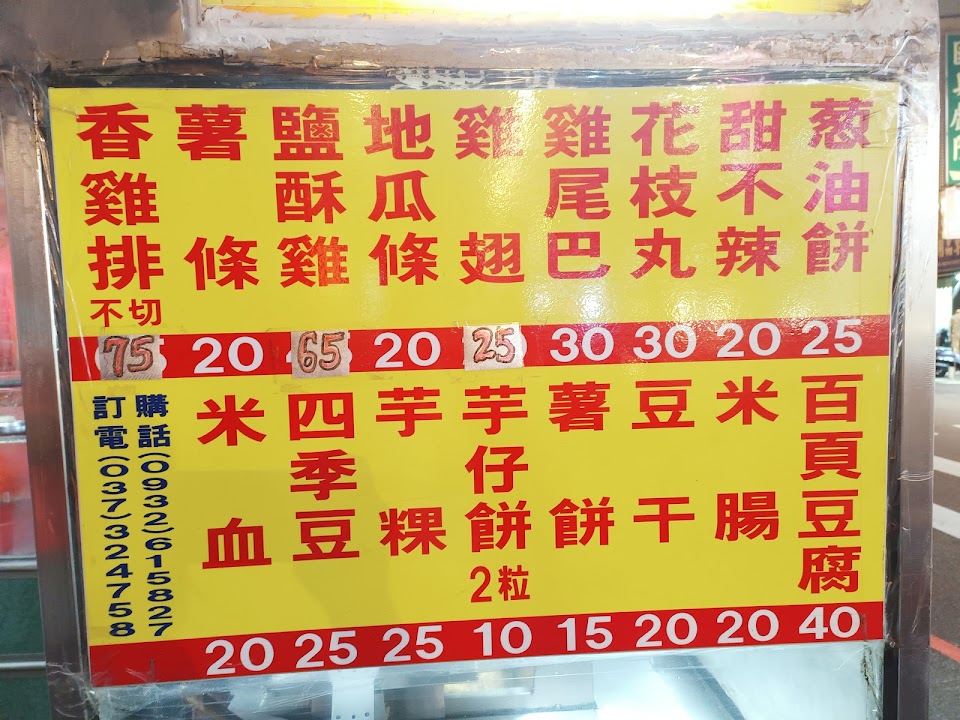 香雞排不切
75
薯條
20
鹽酥雞
65
地瓜條
20
雞翅
25
雞尾巴
30
花枝丸
30
甜不辣
20
葱油餅
25
訂購
電話
(037)324758
(0932)615827
米血
20
四季豆
25
芋粿
25
芋仔餅2粒
10
薯餅
15
豆干
20
米腸
20
百頁豆腐
40